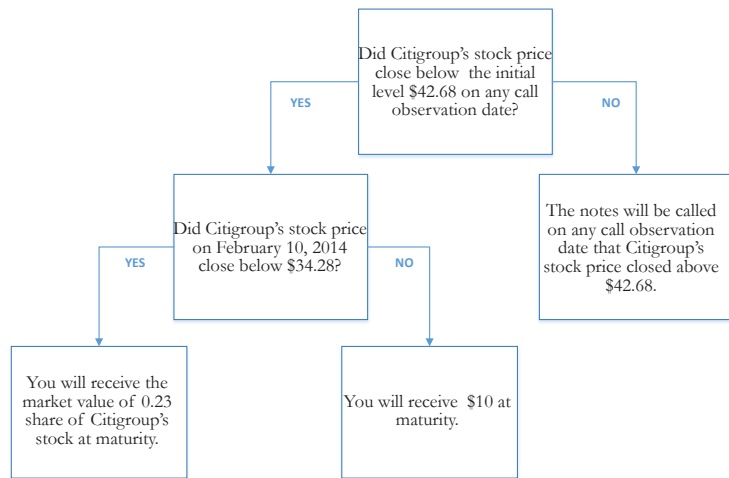 Did Citigroup's stock price
close below the initial
level $42.68 on any call
observation date?
YES
NO
Did Citigroup's stock price
on February 10, 2014
close below $34.28?
The notes will be called
on any call observation
date that Citigroup's
stock price closed above
$42.68.
YES
NO
You will receive the
market value of 0.23
share of Citigroup's
stock at maturity.
You will receive $10 at
maturity.